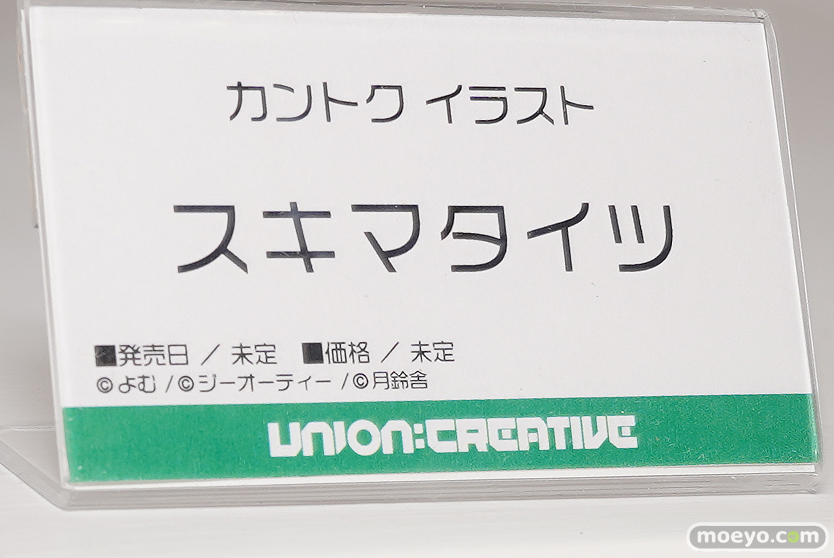 カントク イラスト
スキマタイツ
■発売日 / 未定 ■価格 / 未定
©よむ/©ジーオーティー/©月鈴舎
UNION:CREATIVE
moeyo.com